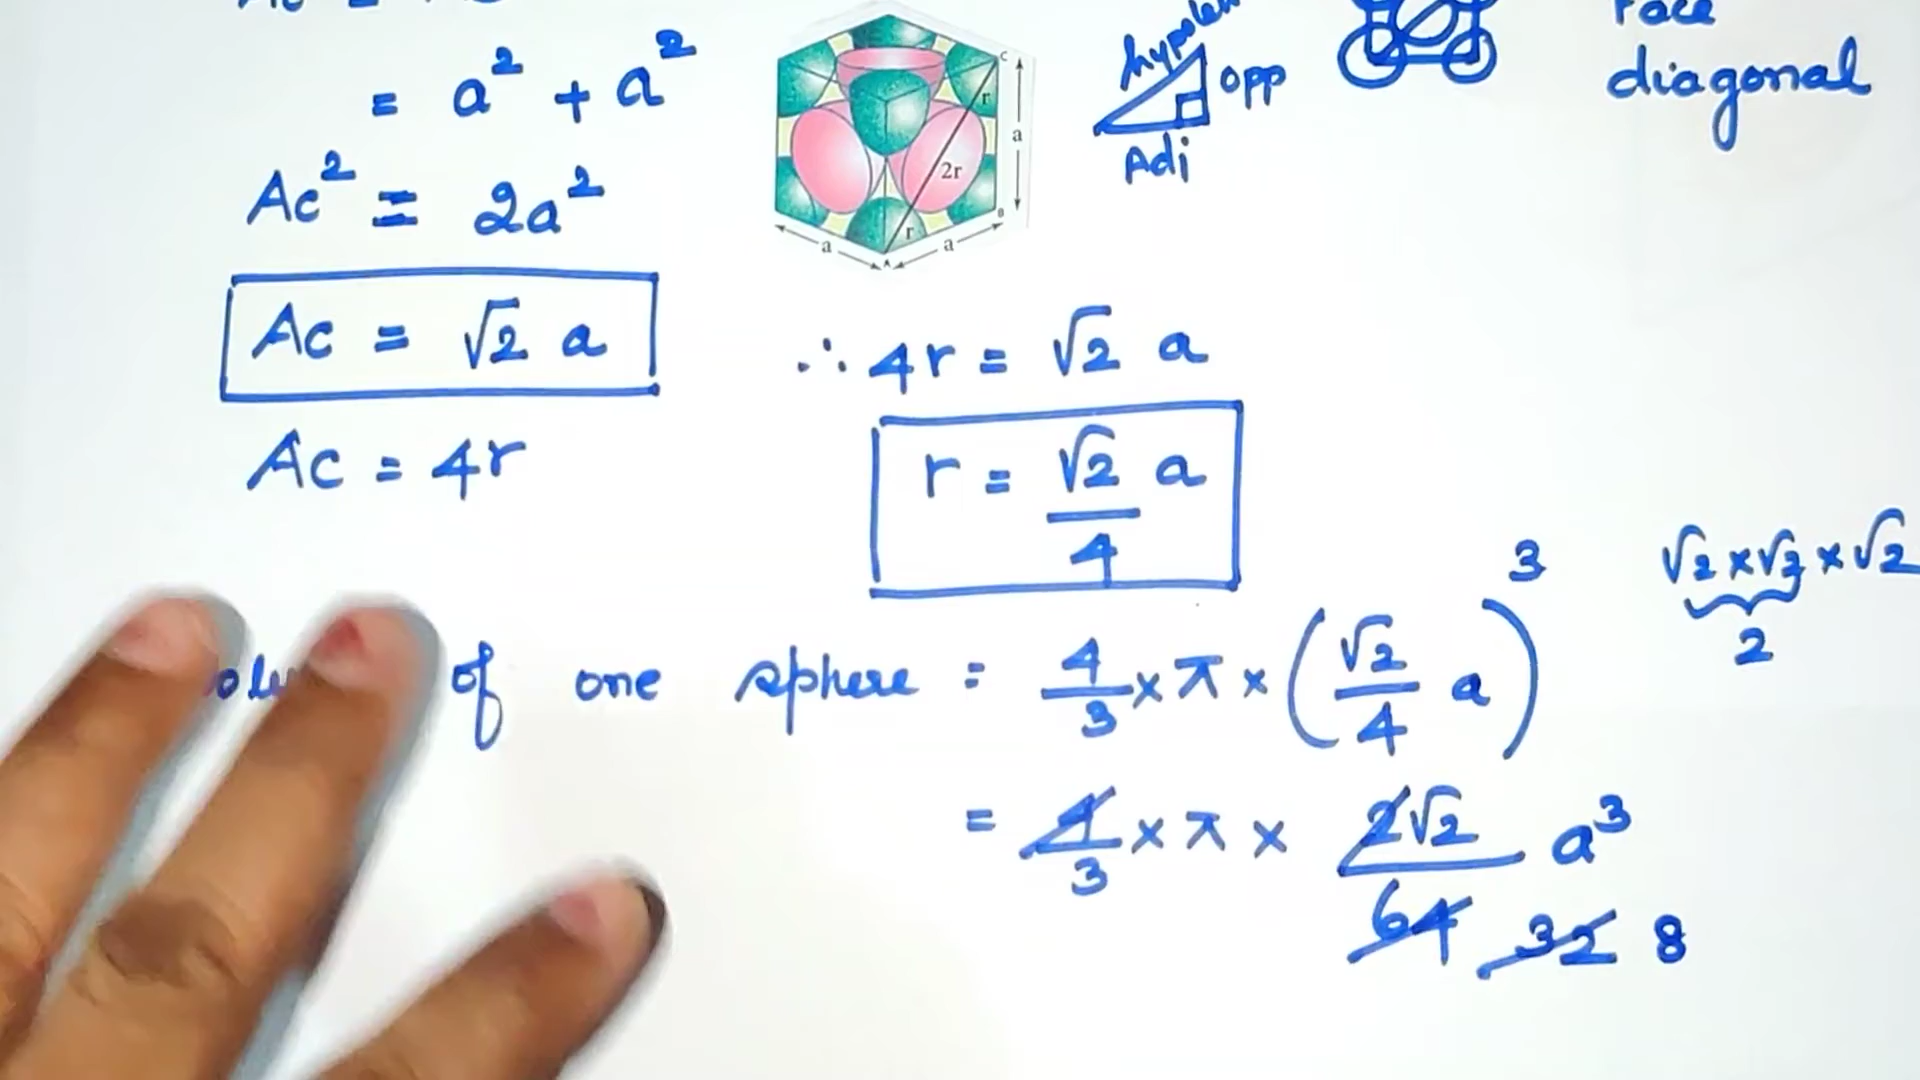 = a² + a²
Ac² = 2a²
Ac = √2 a
Ac = 4r
C
r
a
2r
r
B
a
a
A
hypoten
opp
Adi
Face
diagonal
∴ 4r = √2 a
r = √2/4 a
√2 × √2 × √2
2
of one sphere = 4/3 × π × (√2/4 a)³
= 4/3 × π × 2√2/64 a³
32 8